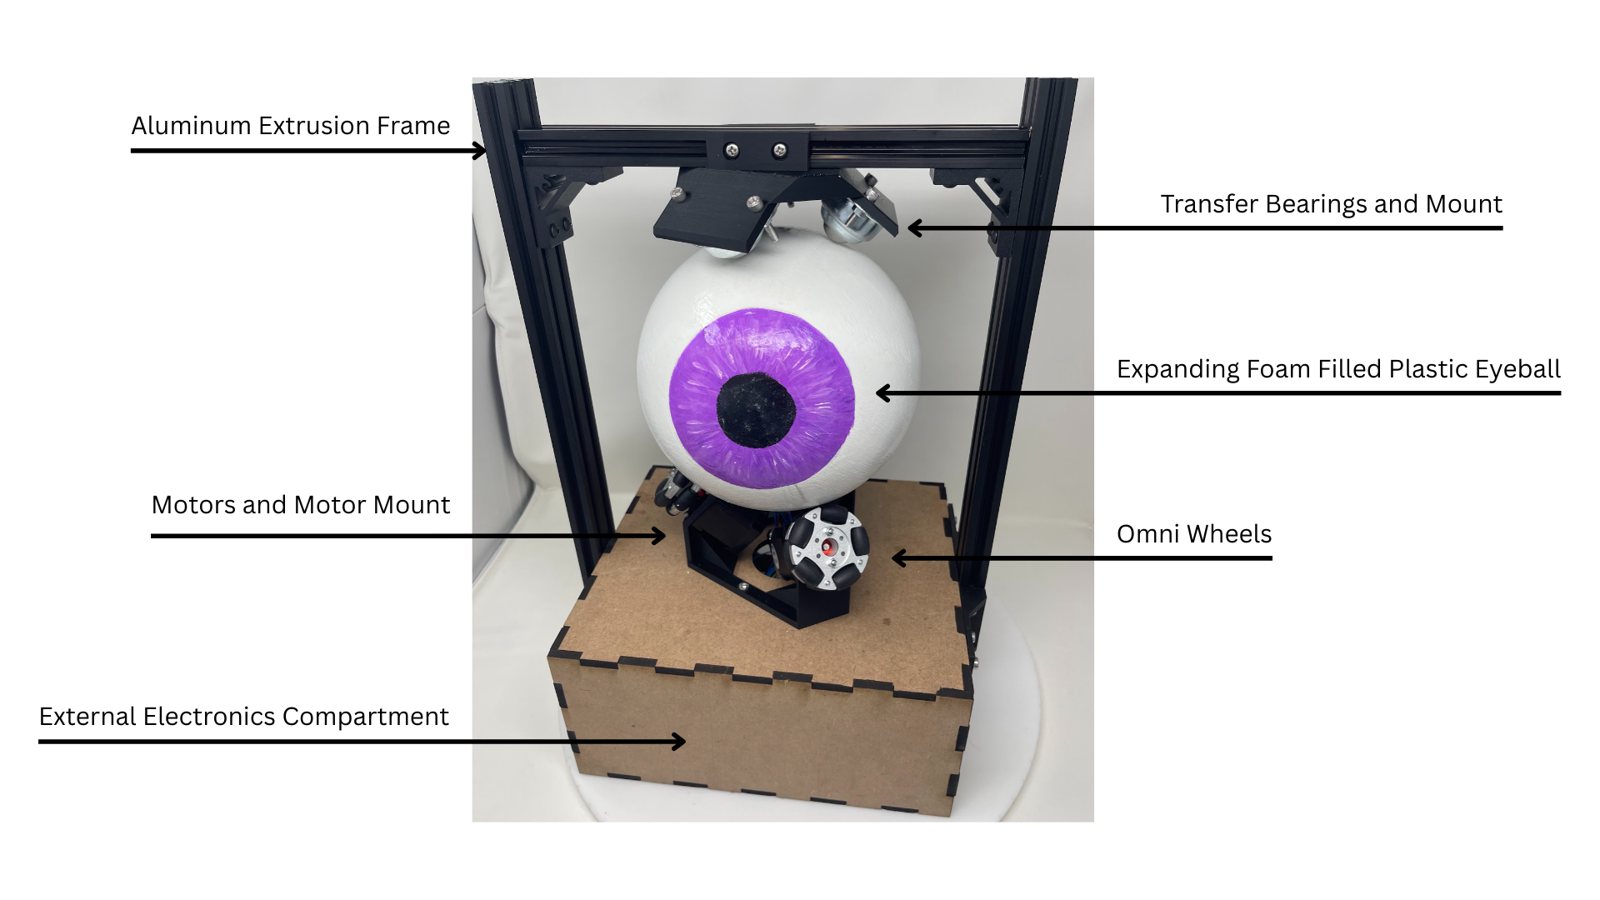 Aluminum Extrusion Frame
Transfer Bearings and Mount
Expanding Foam Filled Plastic Eyeball
Motors and Motor Mount
Omni Wheels
External Electronics Compartment